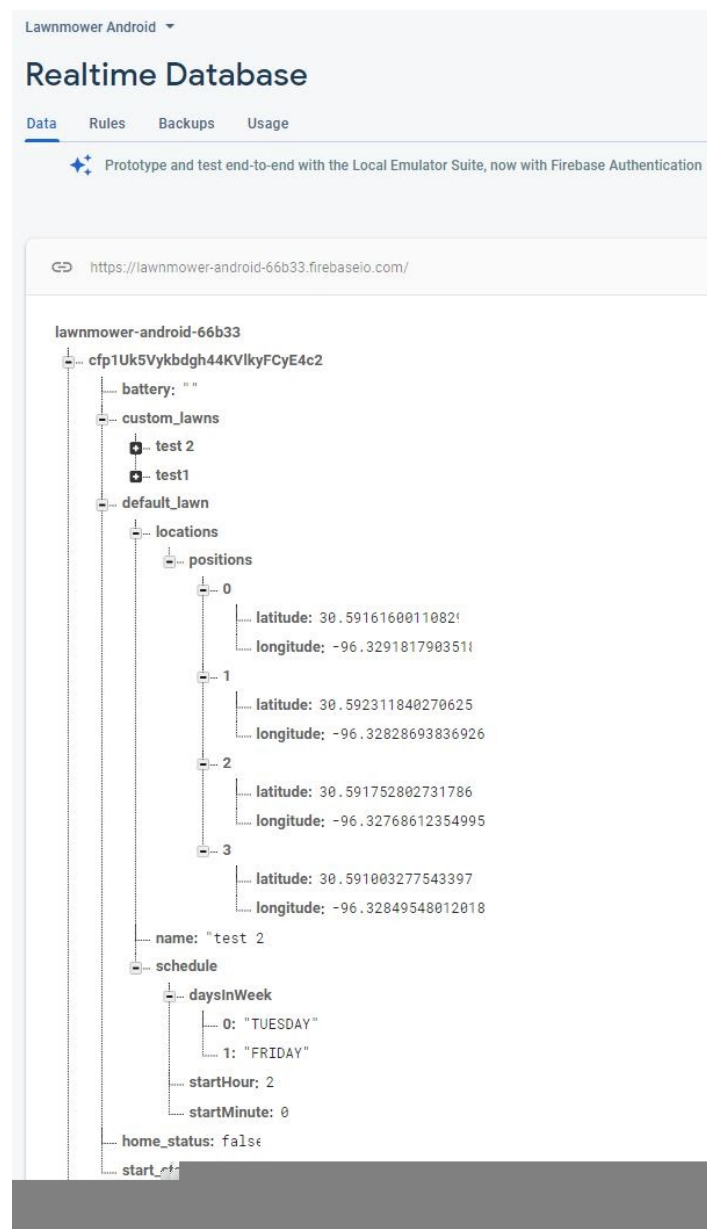 Lawnmower Android
Realtime Database
Data Rules Backups Usage
Prototype and test end-to-end with the Local Emulator Suite, now with Firebase Authentication
https://lawnmower-android-66b33.firebaseio.com/
lawnmower-android-66b33
cfp1Uk5Vykbdgh44KVlkyFCyE4c2
battery: ""
custom_lawns
test 2
test1
default_lawn
locations
positions
0
latitude: 30.59161600110829
longitude: -96.3291817903518
1
latitude: 30.592311840270625
longitude: -96.32828693836926
2
latitude: 30.591752802731786
longitude: -96.32768612354995
3
latitude: 30.591003277543397
longitude: -96.32849548012018
name: "test 2
schedule
daysInWeek
0: "TUESDAY"
1: "FRIDAY"
startHour: 2
startMinute: 0
home_status: false